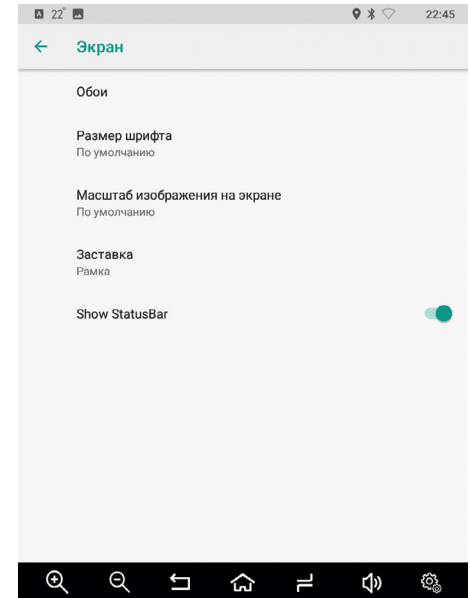 A 22° 22:45
Экран
Обои
Размер шрифта
По умолчанию
Масштаб изображения на экране
По умолчанию
Заставка
Рамка
Show StatusBar